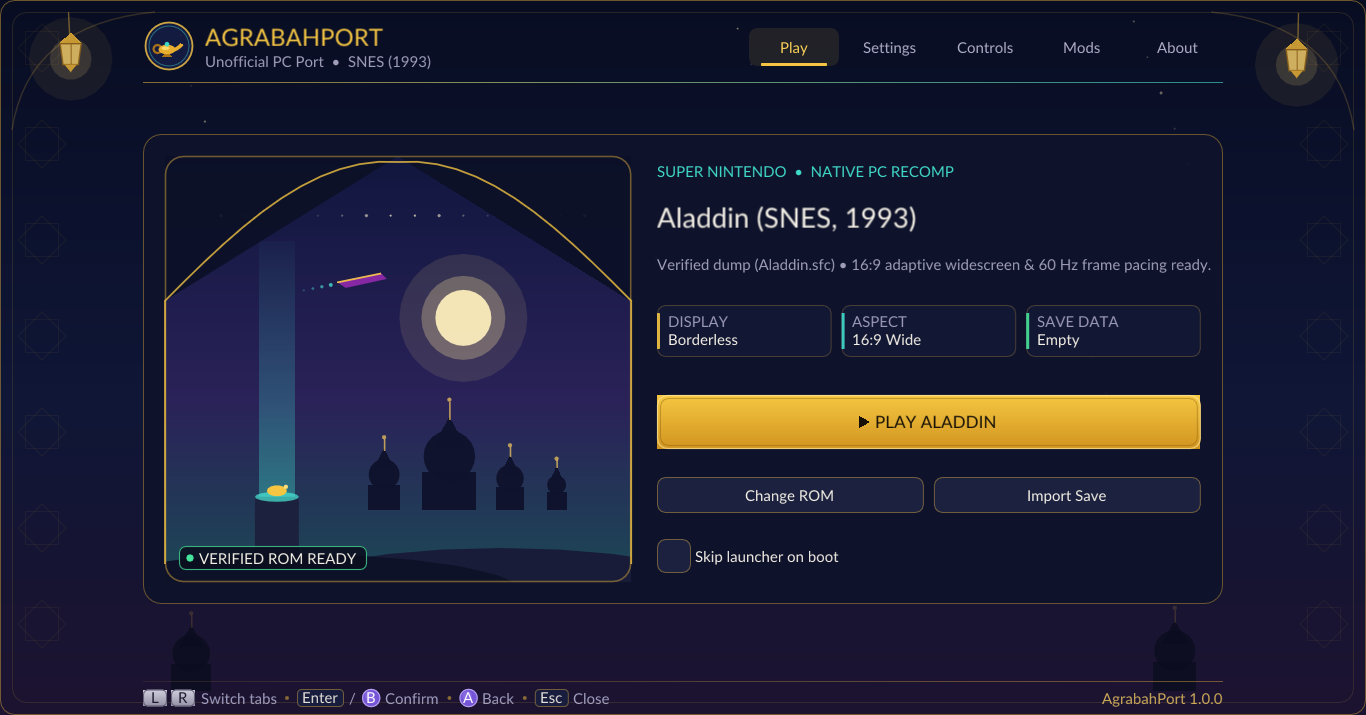 AGRABAHPORT
Unofficial PC Port • SNES (1993)
Play Settings Controls Mods About
SUPER NINTENDO • NATIVE PC RECOMP
Aladdin (SNES, 1993)
Verified dump (Aladdin.sfc) • 16:9 adaptive widescreen & 60 Hz frame pacing ready.
DISPLAY
Borderless
ASPECT
16:9 Wide
SAVE DATA
Empty
▶ PLAY ALADDIN
Change ROM
Import Save
VERIFIED ROM READY
Skip launcher on boot
L R Switch tabs • Enter / B Confirm • A Back • Esc Close
AgrabahPort 1.0.0